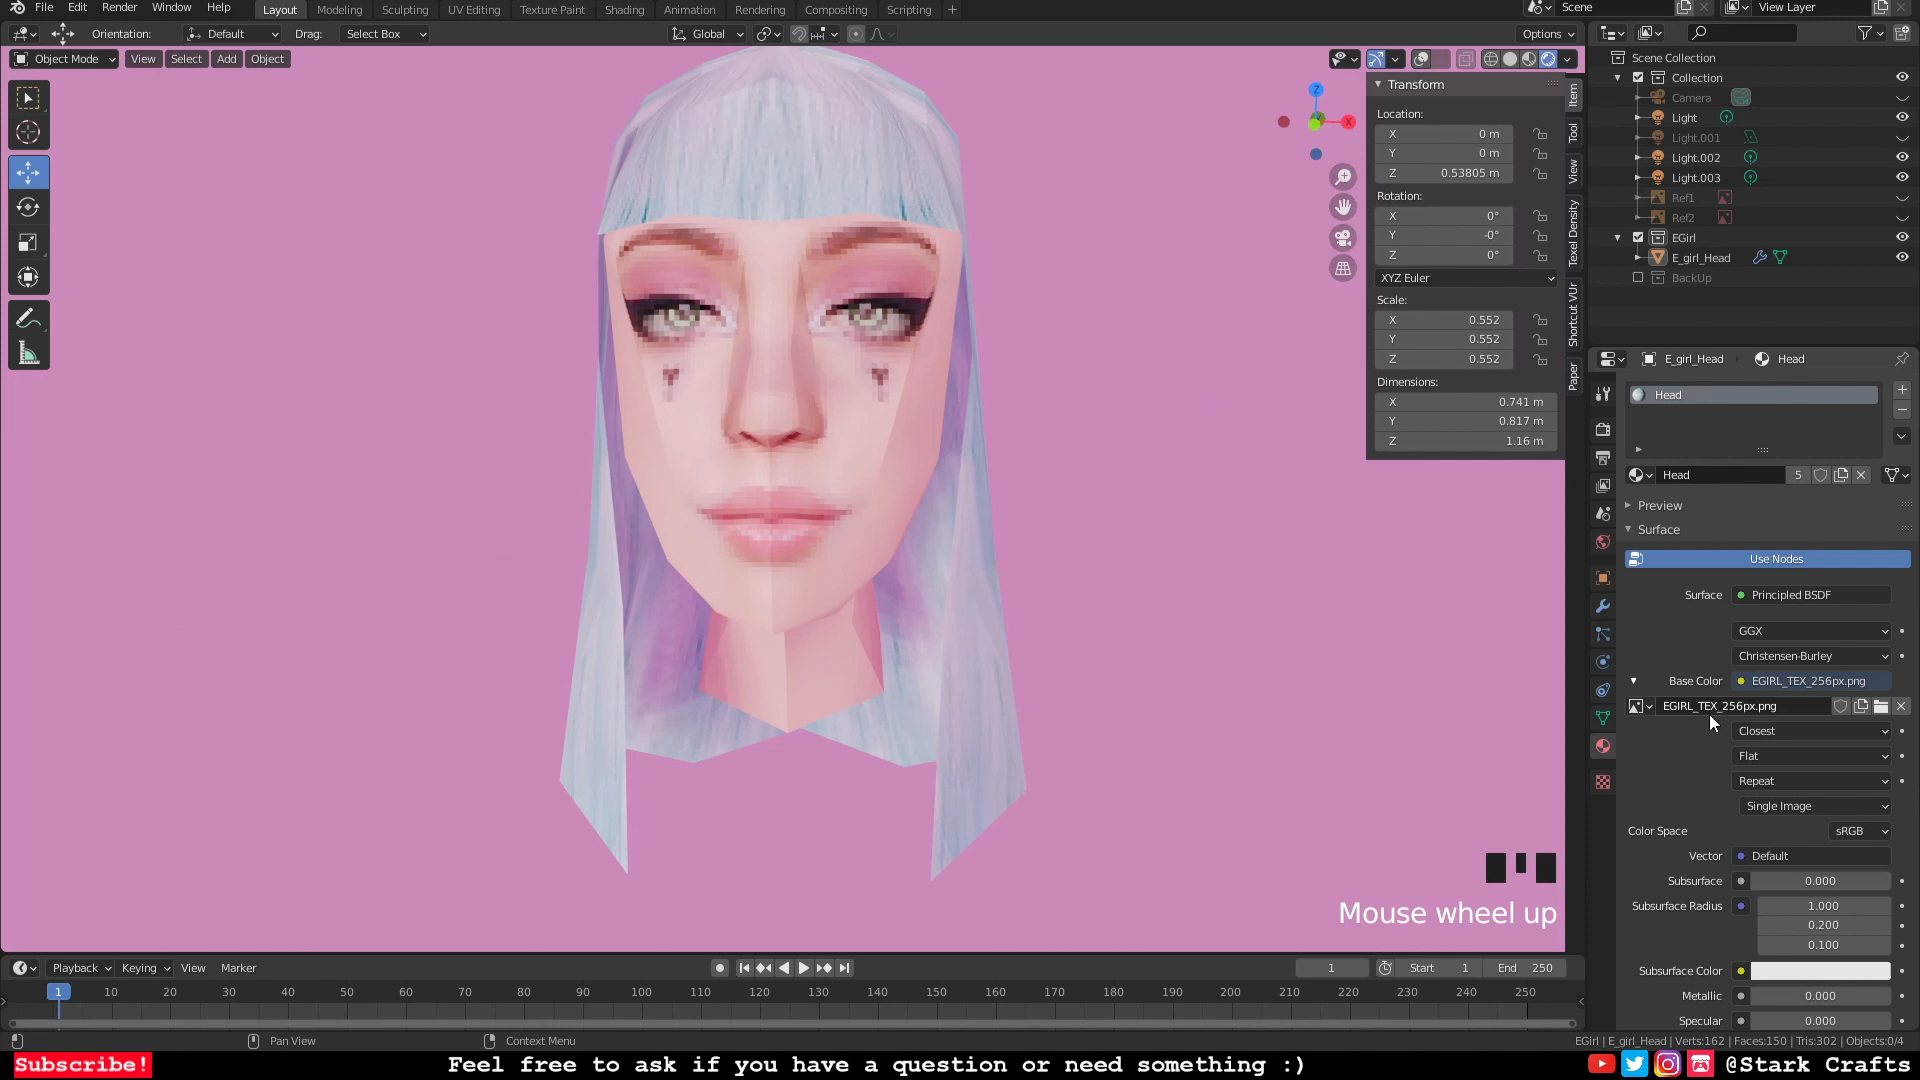 File Edit Render Window Help Layout Modeling Sculpting UV Editing Texture Paint Shading Animation Rendering Compositing Scripting + Scene View Layer
Orientation: Default Drag: Select Box Global Options
Object Mode View Select Add Object
Z
X
Transform
Location:
X 0 m
Y 0 m
Z 0.53805 m
Rotation:
X 0°
Y -0°
Z 0°
XYZ Euler
Scale:
X 0.552
Y 0.552
Z 0.552
Dimensions:
X 0.741 m
Y 0.817 m
Z 1.16 m
Item
Tool
View
Texel Density
Shortcut VUr
Paper
Scene Collection
Collection
Camera
Light
Light.001
Light.002
Light.003
Ref1
Ref2
EGirl
E_girl_Head
BackUp
E_girl_Head Head
Head
Head 5
Preview
Surface
Use Nodes
Surface Principled BSDF
GGX
Christensen-Burley
Base Color EGIRL_TEX_256px.png
EGIRL_TEX_256px.png
Closest
Flat
Repeat
Single Image
Color Space sRGB
Vector Default
Subsurface 0.000
Subsurface Radius 1.000
0.200
0.100
Subsurface Color
Metallic 0.000
Specular 0.000
Mouse wheel up
Playback Keying View Marker 1 Start 1 End 250
1 10 20 30 40 50 60 70 80 90 100 110 120 130 140 150 160 170 180 190 200 210 220 230 240 250
Pan View Context Menu EGirl | E_girl_Head | Verts:162 | Faces:150 | Tris:302 | Objects:0/4
Subscribe! Feel free to ask if you have a question or need something :) @Stark Crafts